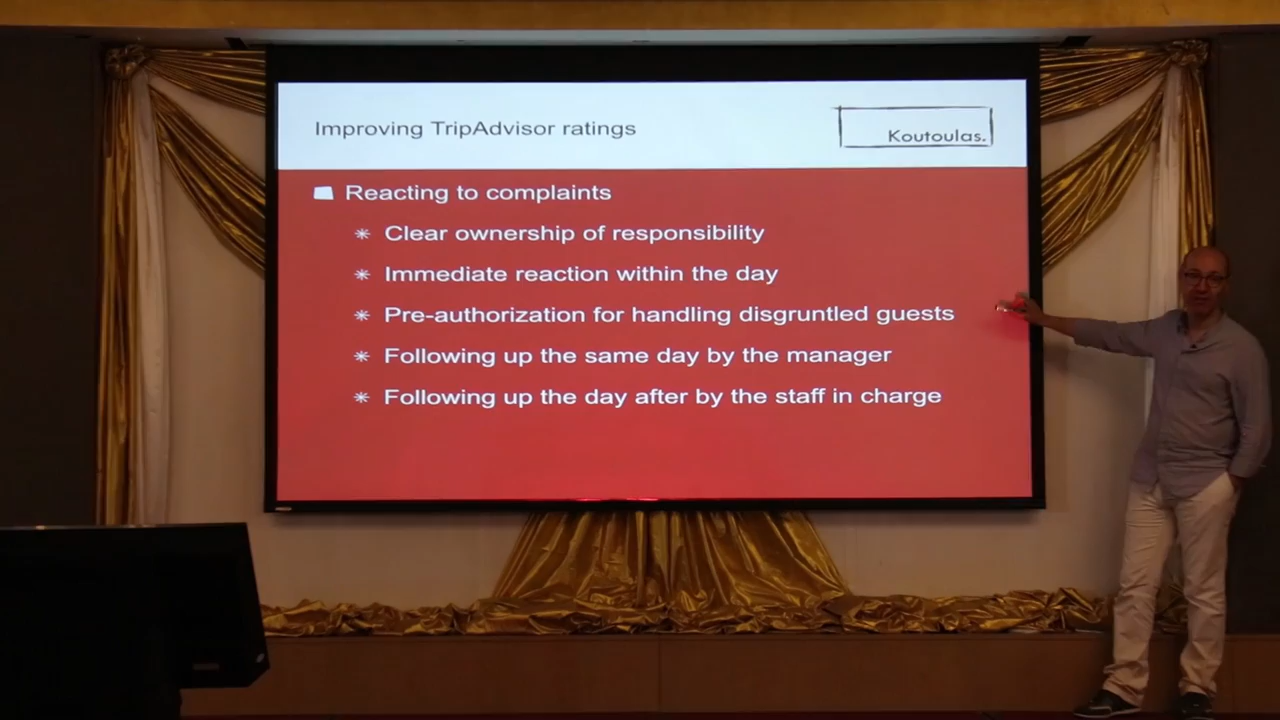 Improving TripAdvisor ratings
Koutoulas.
Reacting to complaints
Clear ownership of responsibility
Immediate reaction within the day
Pre-authorization for handling disgruntled guests
Following up the same day by the manager
Following up the day after by the staff in charge